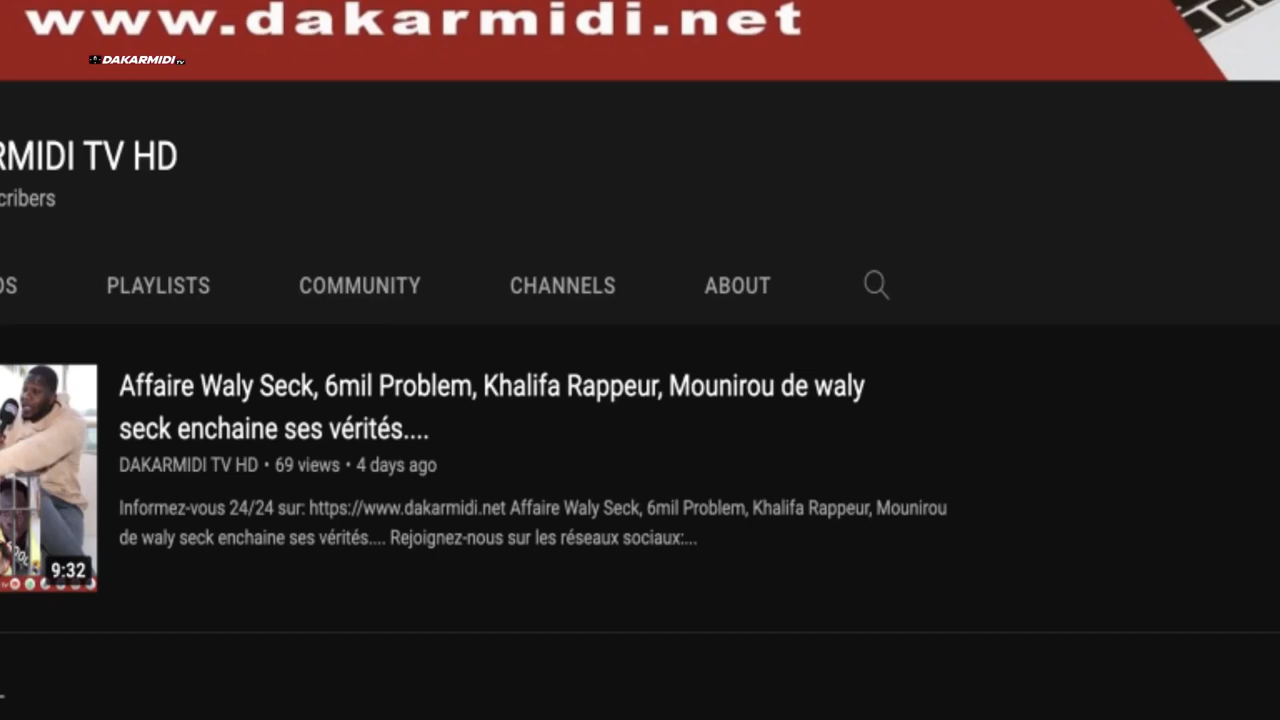 www.dakarmidi.net
DAKARMIDI TV
RMIDI TV HD
cribers
OS
PLAYLISTS
COMMUNITY
CHANNELS
ABOUT
Affaire Waly Seck, 6mil Problem, Khalifa Rappeur, Mounirou de waly
seck enchaine ses vérités....
DAKARMIDI TV HD • 69 views • 4 days ago
Informez-vous 24/24 sur: https://www.dakarmidi.net Affaire Waly Seck, 6mil Problem, Khalifa Rappeur, Mounirou
de waly seck enchaine ses vérités.... Rejoignez-nous sur les réseaux sociaux:...
9:32